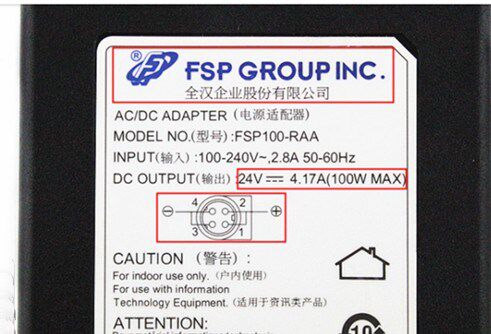 ® FSP GROUP INC.
全汉企业股份有限公司
AC/DC ADAPTER (电源适配器)
MODEL NO.(型号):FSP100-RAA
INPUT(输入) :100-240V~,2.8A 50-60Hz
DC OUTPUT(输出) :24V⎓4.17A(100W MAX)
4 2
⊖ ⊕
3 1
CAUTION (警告) :
For indoor use only. (户内使用)
For use with information
Technology Equipment. (适用于资讯类产品)
ATTENTION:
10